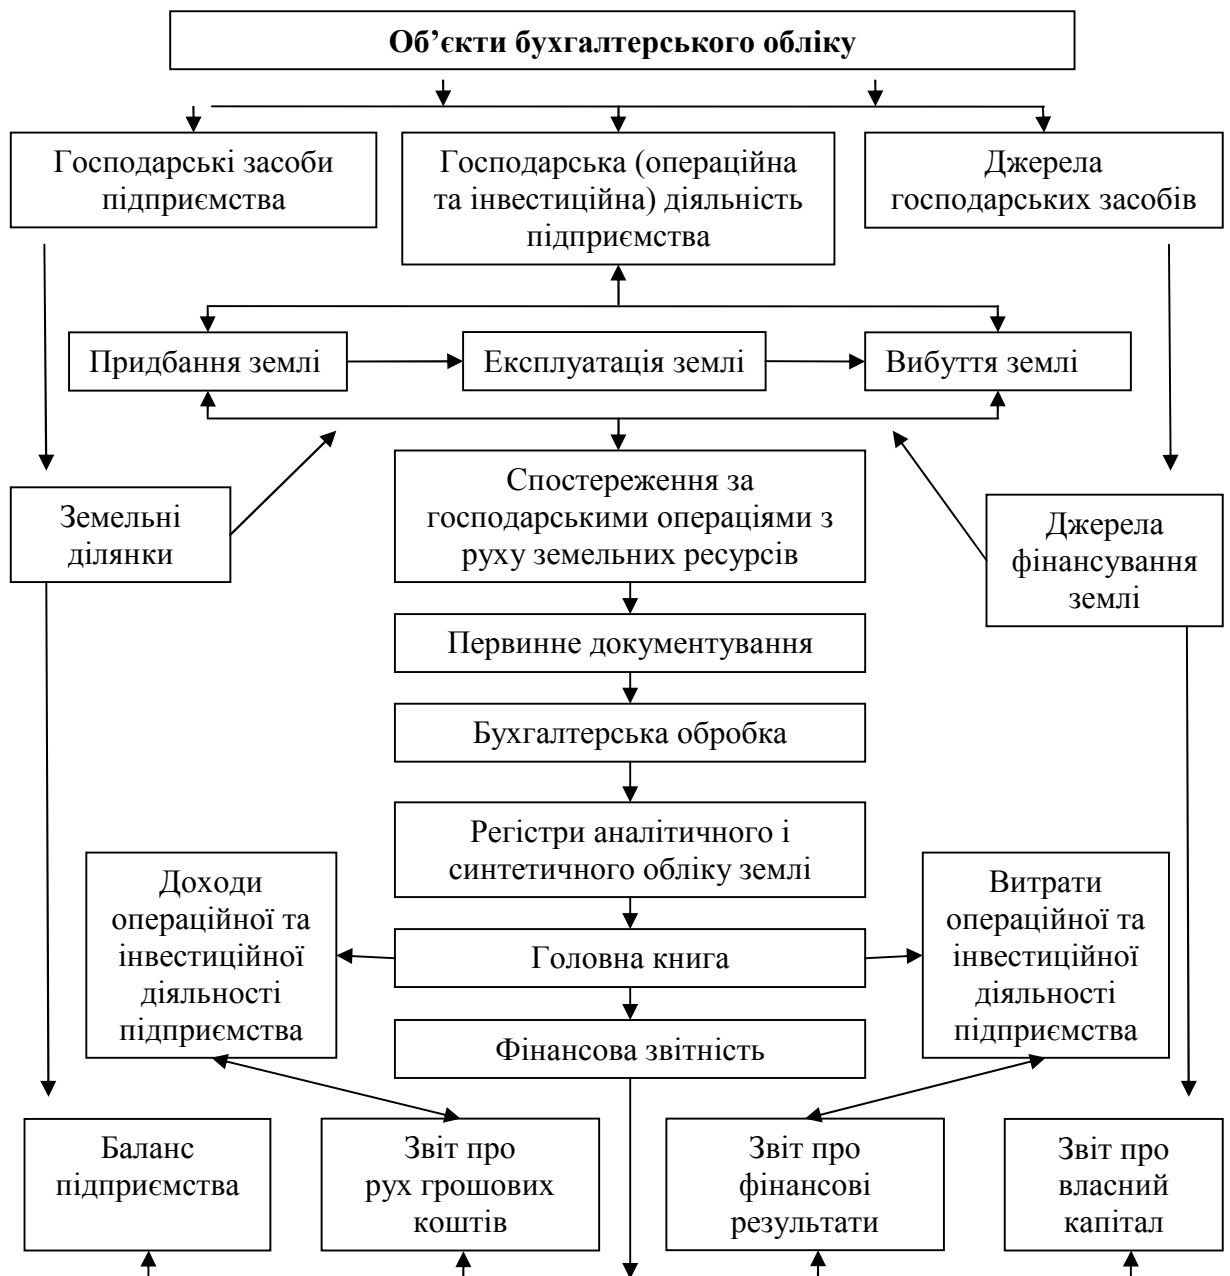 Об’єкти бухгалтерського обліку
Господарські засоби
підприємства
Господарська (операційна
та інвестиційна) діяльність
підприємства
Джерела
господарських засобів
Придбання землі
Експлуатація землі
Вибуття землі
Спостереження за
господарськими операціями з
руху земельних ресурсів
Земельні
ділянки
Джерела
фінансування
землі
Первинне документування
Бухгалтерська обробка
Регістри аналітичного і
синтетичного обліку землі
Доходи
операційної та
інвестиційної
діяльності
підприємства
Витрати
операційної та
інвестиційної
діяльності
підприємства
Головна книга
Фінансова звітність
Баланс
підприємства
Звіт про
рух грошових
коштів
Звіт про
фінансові
результати
Звіт про
власний
капітал